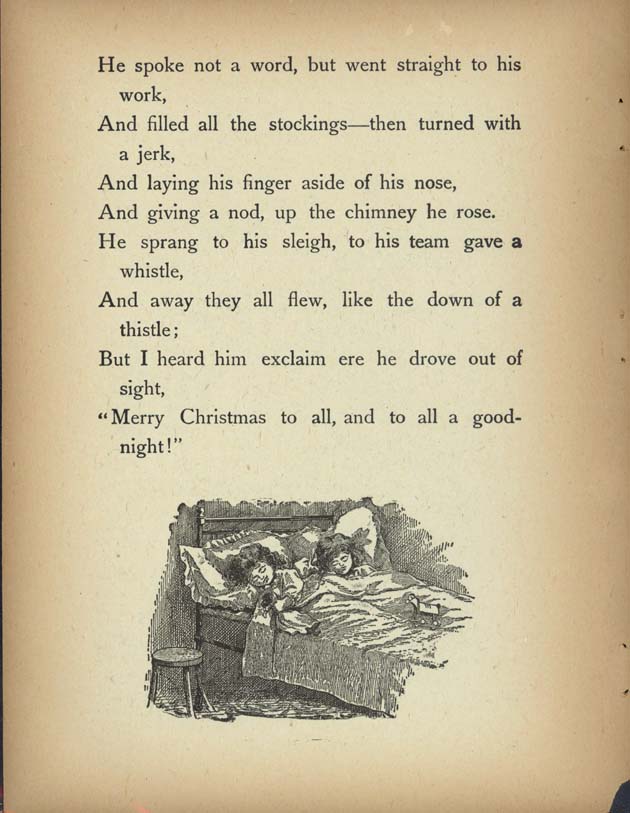 He spoke not a word, but went straight to his
work,
And filled all the stockings—then turned with
a jerk,
And laying his finger aside of his nose,
And giving a nod, up the chimney he rose.
He sprang to his sleigh, to his team gave a
whistle,
And away they all flew, like the down of a
thistle;
But I heard him exclaim ere he drove out of
sight,
“Merry Christmas to all, and to all a good-
night!”